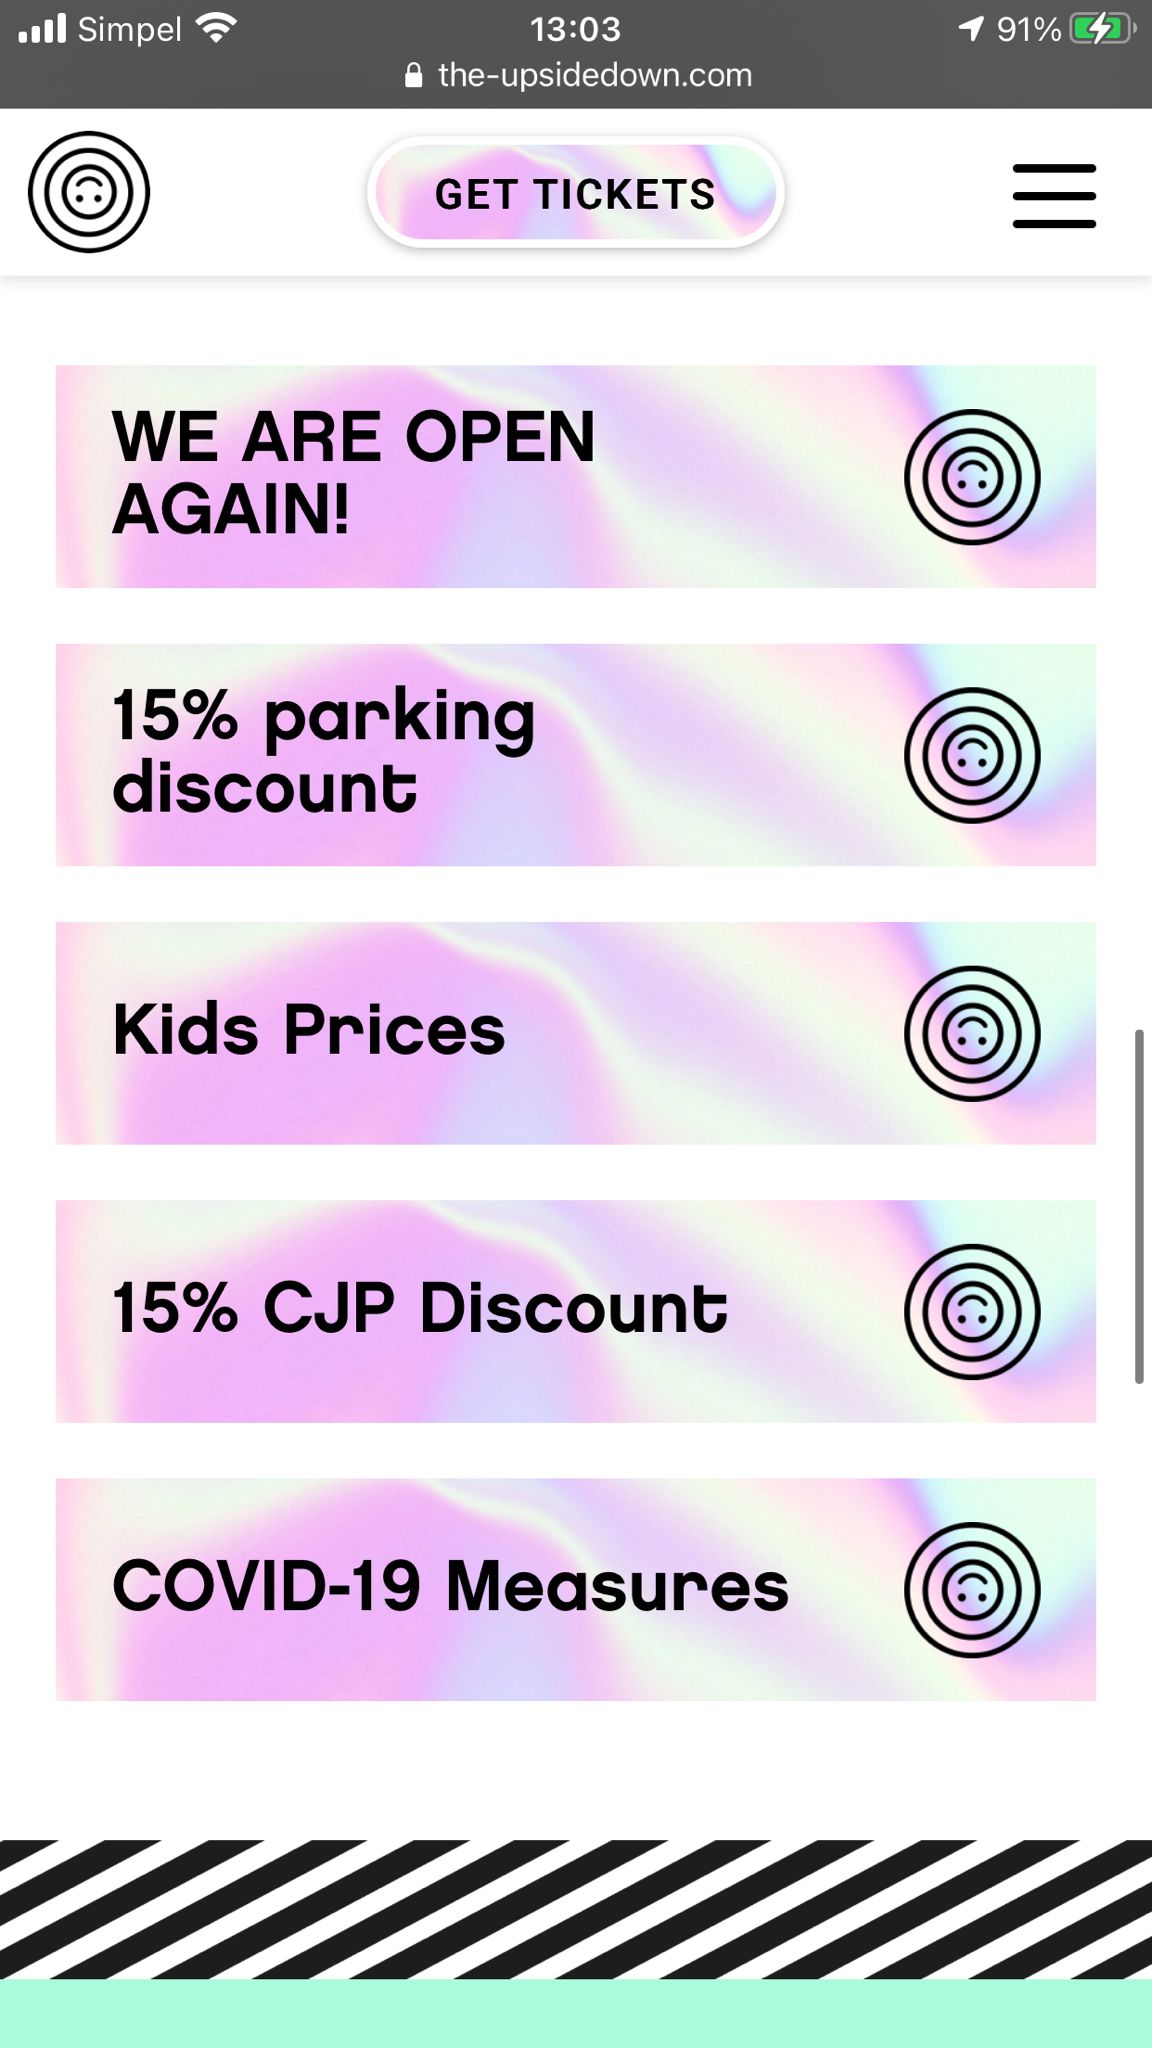 Simpel 13:03 91%
the-upsidedown.com
GET TICKETS
WE ARE OPEN
AGAIN!
15% parking
discount
Kids Prices
15% CJP Discount
COVID-19 Measures